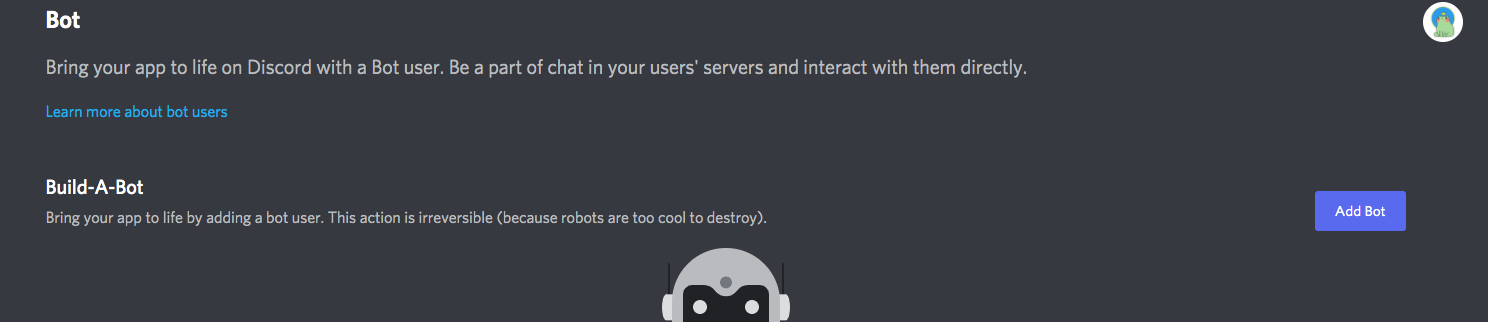 Bot
Bring your app to life on Discord with a Bot user. Be a part of chat in your users' servers and interact with them directly.
Learn more about bot users
Build-A-Bot
Bring your app to life by adding a bot user. This action is irreversible (because robots are too cool to destroy).
Add Bot